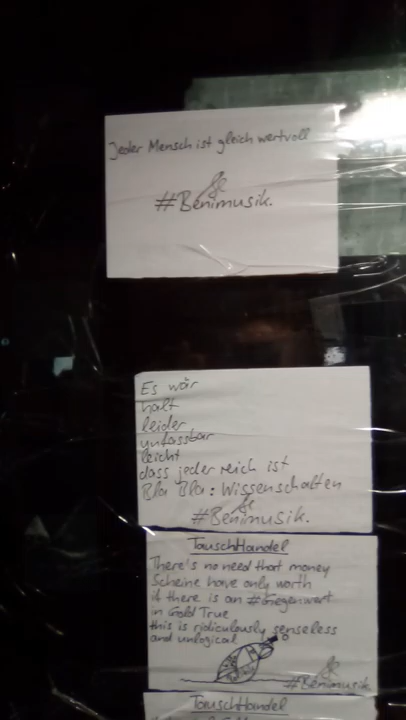 Jeder Mensch ist gleich wertvoll
#Benimusik.
Es wär
halt
leider
unfassbar
leicht
dass jeder reich ist
Bla Bla: Wissenschalten
#Benimusik.
TauschHandel
There's no need that money
Scheine have only worth
if there is an #Gegenwert
in Gold True
this is ridiculously senseless
and unlogical
#Benimusik
TauschHandel